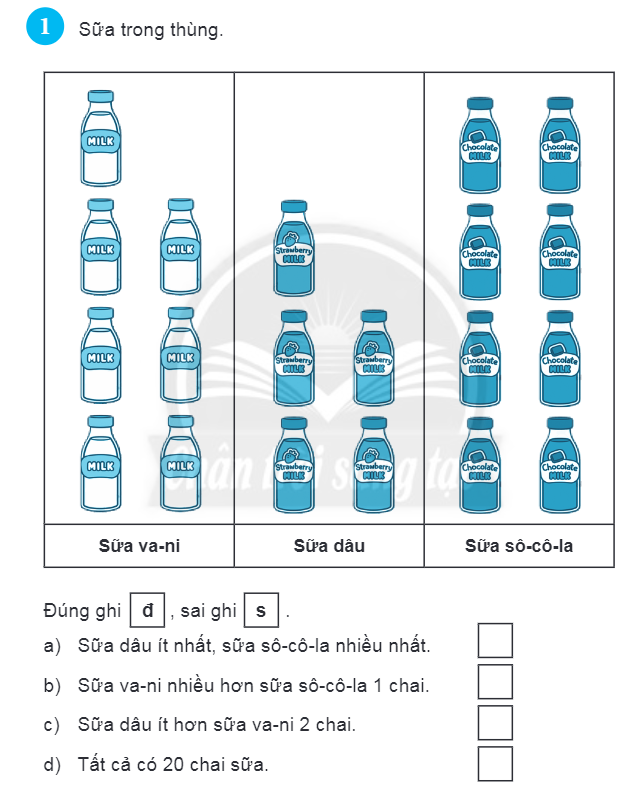 1 Sữa trong thùng.
MILK
MILK MILK
MILK MILK
MILK MILK
Strawberry MILK
Strawberry MILK Strawberry MILK
Strawberry MILK Strawberry MILK
Chocolate MILK Chocolate MILK
Chocolate MILK Chocolate MILK
Chocolate MILK Chocolate MILK
Chocolate MILK Chocolate MILK
Chân trời sáng tạo
Sữa va-ni Sữa dâu Sữa sô-cô-la
Đúng ghi đ , sai ghi s .
a) Sữa dâu ít nhất, sữa sô-cô-la nhiều nhất.
b) Sữa va-ni nhiều hơn sữa sô-cô-la 1 chai.
c) Sữa dâu ít hơn sữa va-ni 2 chai.
d) Tất cả có 20 chai sữa.